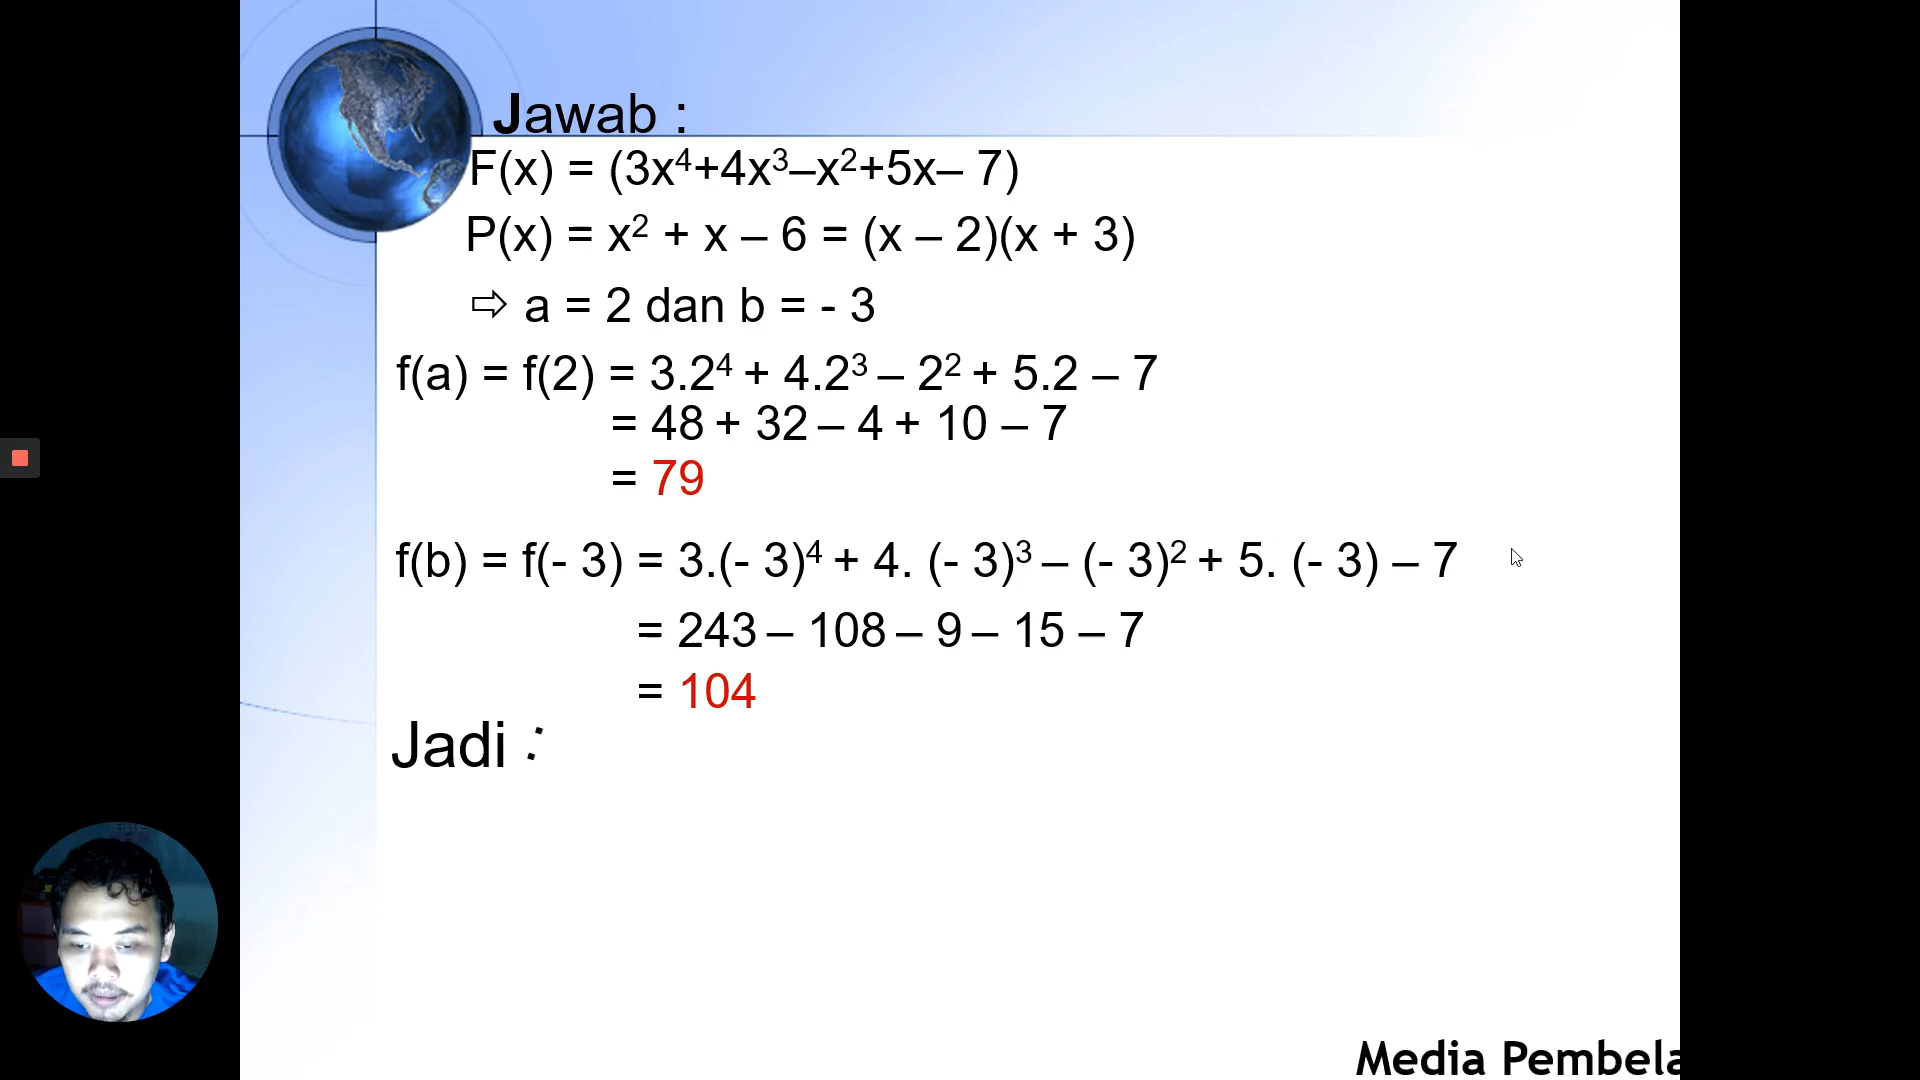 Jawab :
F(x) = (3x⁴+4x³–x²+5x– 7)
P(x) = x² + x – 6 = (x – 2)(x + 3)
⇨ a = 2 dan b = - 3
f(a) = f(2) = 3.2⁴ + 4.2³ – 2² + 5.2 – 7
= 48 + 32 – 4 + 10 – 7
= 79
f(b) = f(- 3) = 3.(- 3)⁴ + 4. (- 3)³ – (- 3)² + 5. (- 3) – 7
= 243 – 108 – 9 – 15 – 7
= 104
Jadi :
Media Pembela